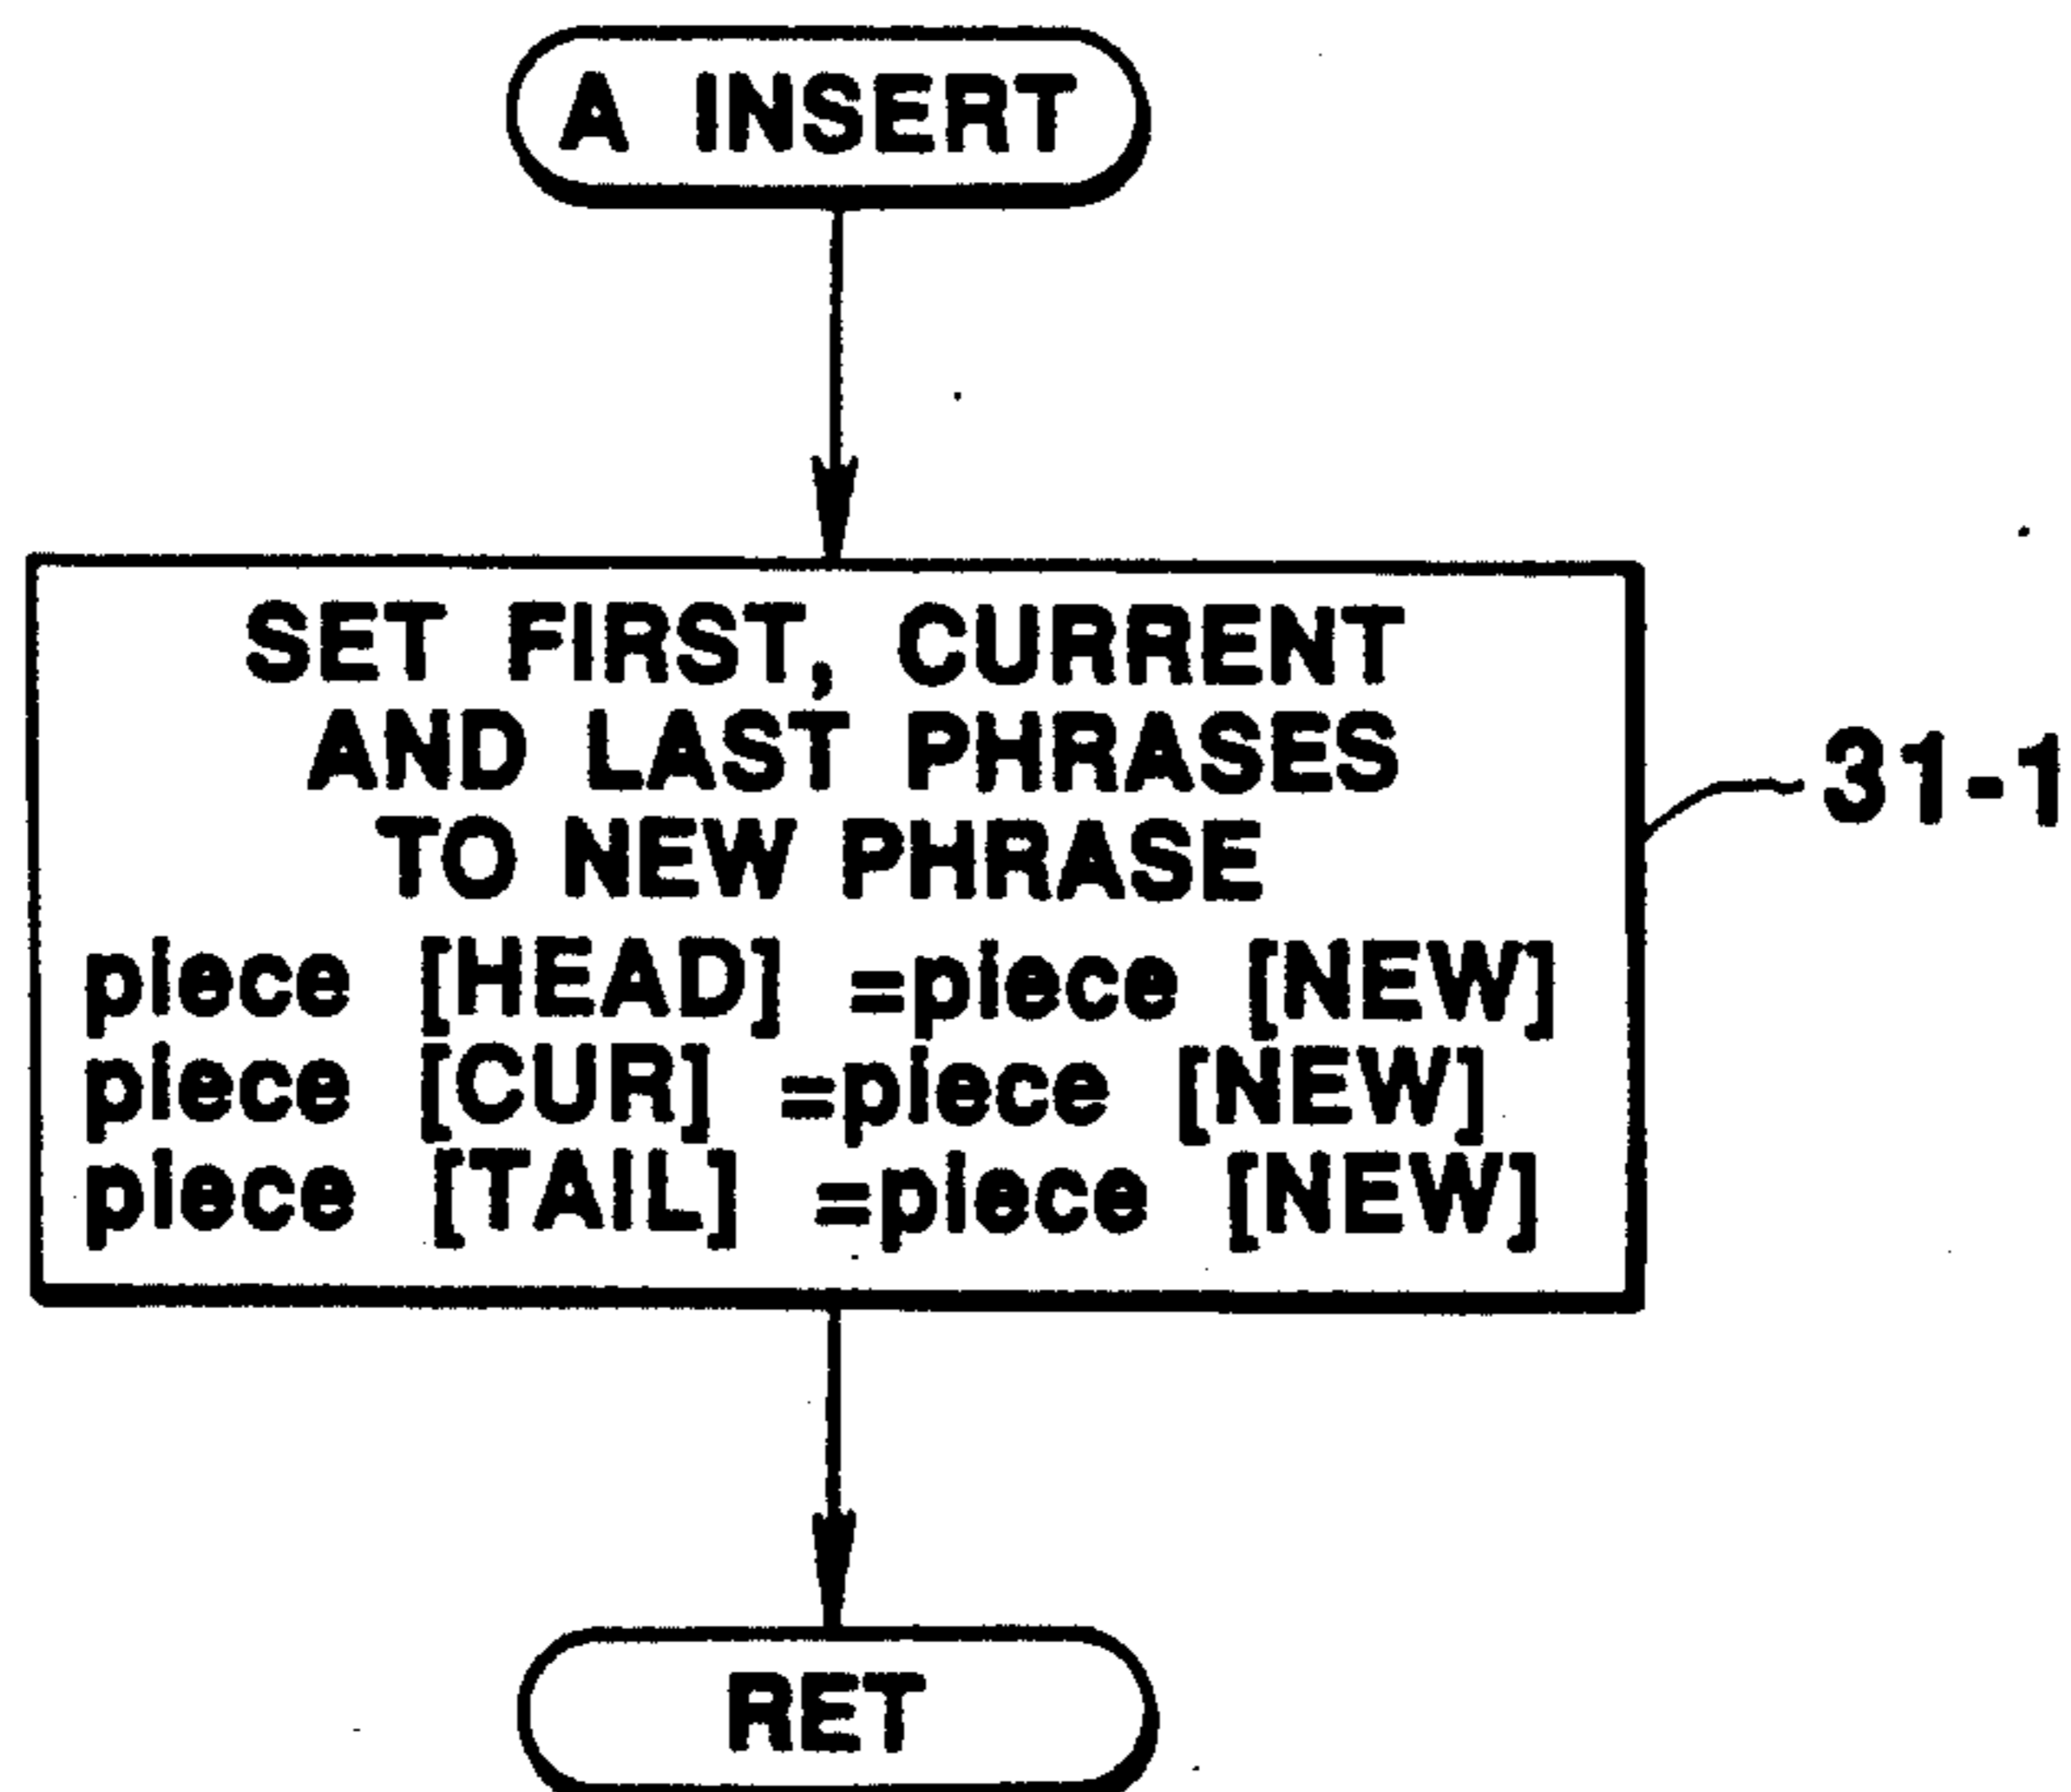 A INSERT
SET FIRST, CURRENT
AND LAST PHRASES
TO NEW PHRASE
piece [HEAD] =piece [NEW]
piece [CUR] =piece [NEW]
piece [TAIL] =piece [NEW]
31-1
RET